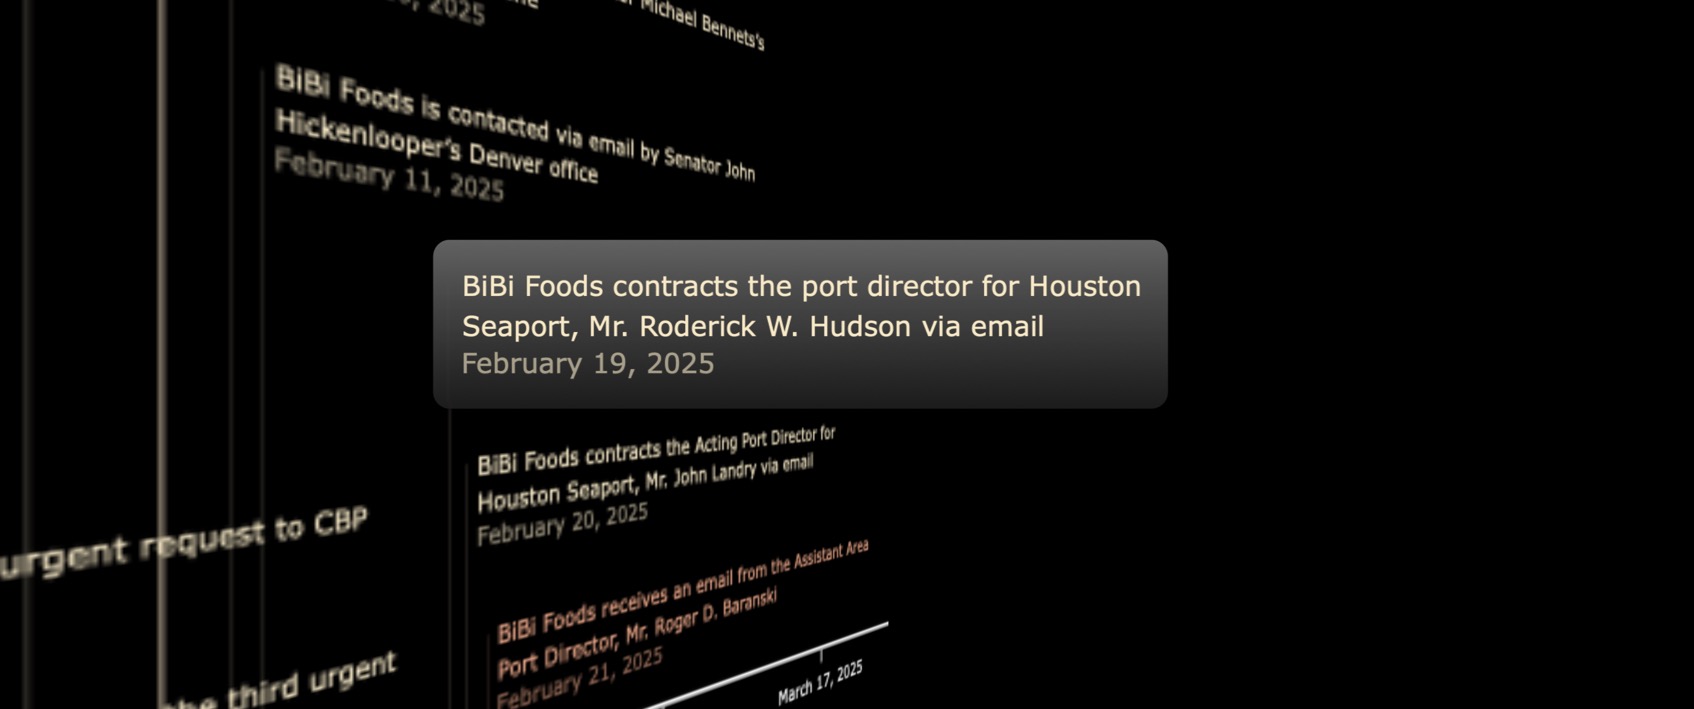 , 2025
Michael Bennets's
BiBi Foods is contacted via email by Senator John
Hickenlooper's Denver office
February 11, 2025
BiBi Foods contracts the port director for Houston
Seaport, Mr. Roderick W. Hudson via email
February 19, 2025
BiBi Foods contracts the Acting Port Director for
Houston Seaport, Mr. John Landry via email
February 20, 2025
urgent request to CBP
BiBi Foods receives an email from the Assistant Area
Port Director, Mr. Roger D. Baranski
February 21, 2025
the third urgent
March 17, 2025